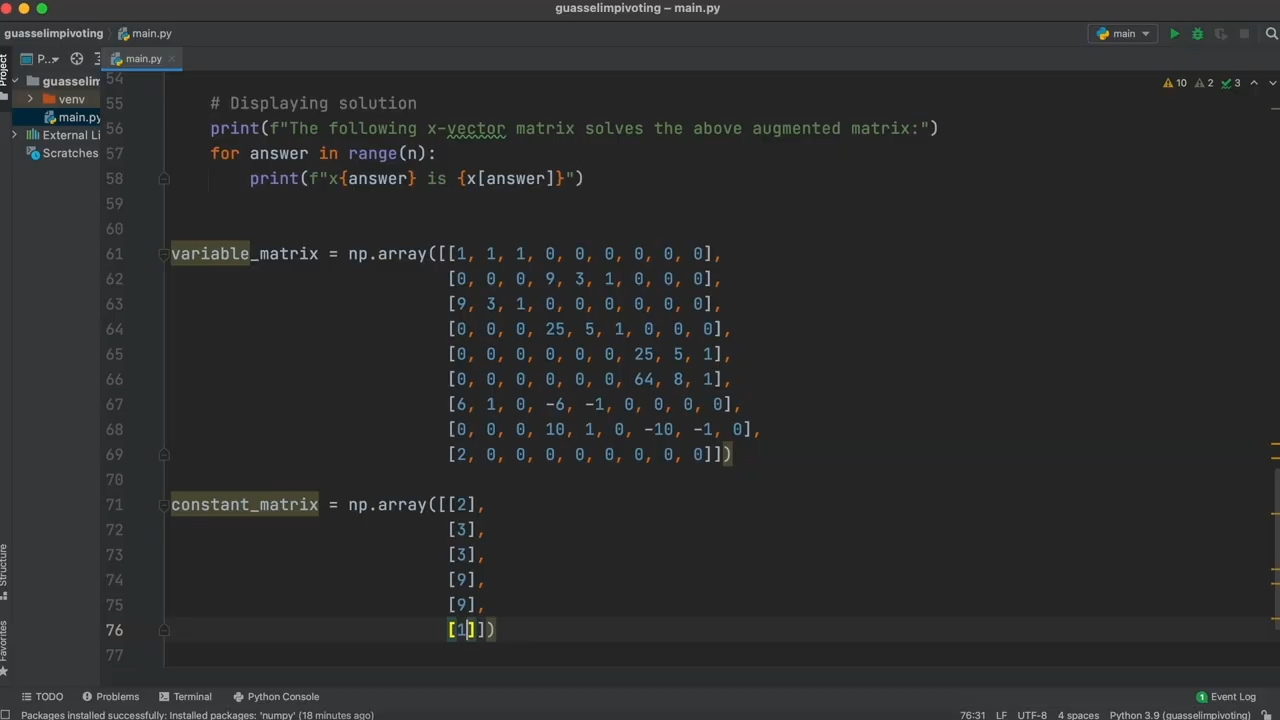 guasselimpivoting – main.py
guasselimpivoting main.py main
P.. main.py
guasselim
venv
main.py
External Li
Scratches
Project
Structure
Favorites
10 2 3
54
55 # Displaying solution
56 print(f"The following x-vector matrix solves the above augmented matrix:")
57 for answer in range(n):
58 print(f"x{answer} is {x[answer]}")
59
60
61 variable_matrix = np.array([[1, 1, 1, 0, 0, 0, 0, 0, 0],
62 [0, 0, 0, 9, 3, 1, 0, 0, 0],
63 [9, 3, 1, 0, 0, 0, 0, 0, 0],
64 [0, 0, 0, 25, 5, 1, 0, 0, 0],
65 [0, 0, 0, 0, 0, 0, 25, 5, 1],
66 [0, 0, 0, 0, 0, 0, 64, 8, 1],
67 [6, 1, 0, -6, -1, 0, 0, 0, 0],
68 [0, 0, 0, 10, 1, 0, -10, -1, 0],
69 [2, 0, 0, 0, 0, 0, 0, 0, 0]])
70
71 constant_matrix = np.array([[2],
72 [3],
73 [3],
74 [9],
75 [9],
76 [1]])
77
TODO Problems Terminal Python Console 1 Event Log
Packages installed successfully: Installed packages: 'numpy' (18 minutes ago) 76:31 LF UTF-8 4 spaces Python 3.9 (guasselimpivoting)